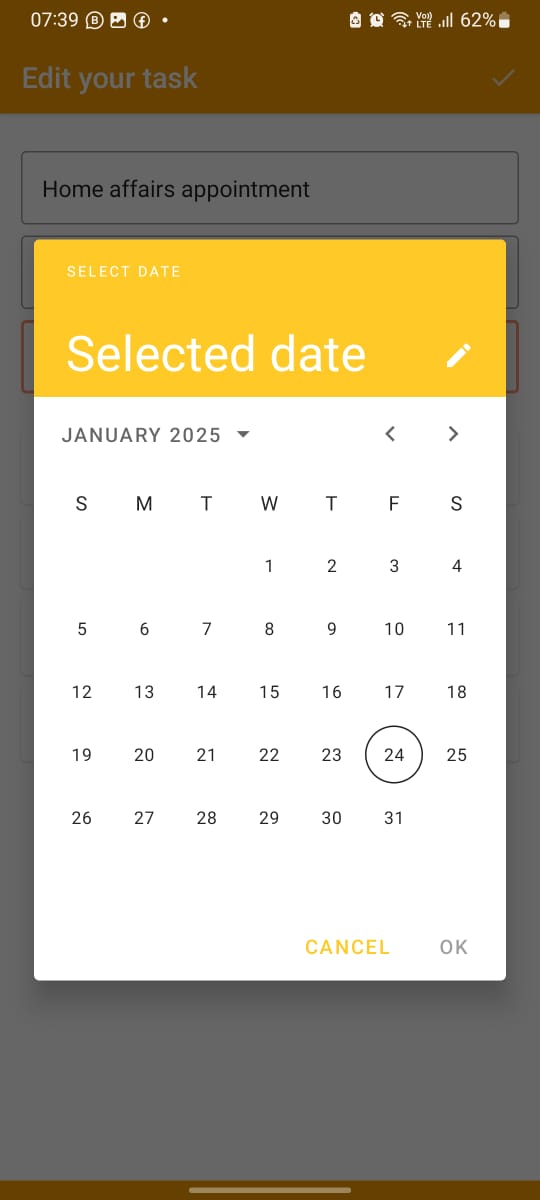 07:39 62%
Vo)) LTE
Edit your task
Home affairs appointment
SELECT DATE
Selected date
JANUARY 2025
S M T W T F S
1 2 3 4
5 6 7 8 9 10 11
12 13 14 15 16 17 18
19 20 21 22 23 24 25
26 27 28 29 30 31
CANCEL OK